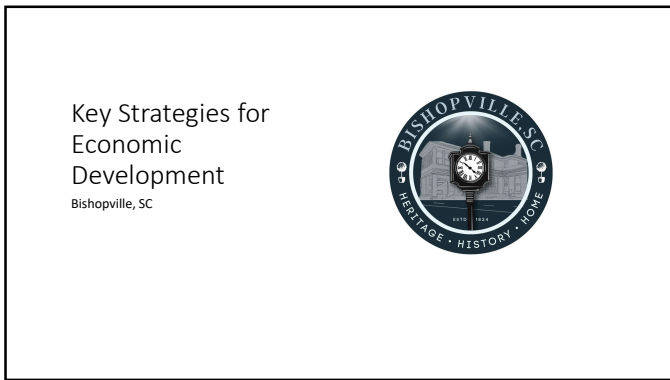 Key Strategies for
Economic
Development
Bishopville, SC
BISHOPVILLE, SC
ESTD 1824
HERITAGE • HISTORY • HOME